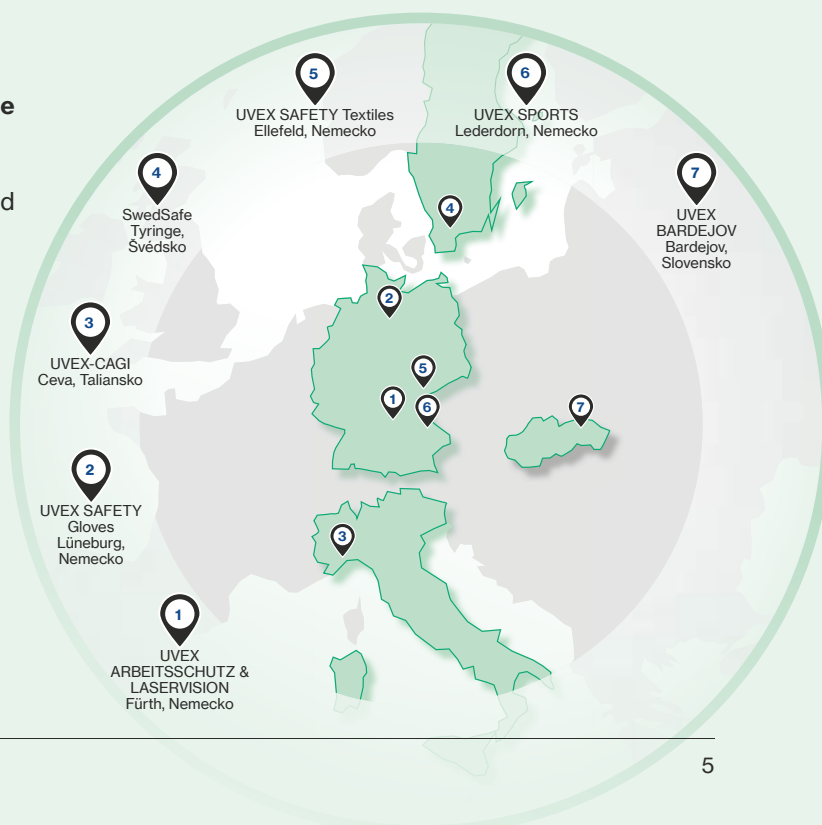 e
d
5
UVEX SAFETY Textiles
Ellefeld, Nemecko
6
UVEX SPORTS
Lederdorn, Nemecko
4
SwedSafe
Tyringe,
Švédsko
7
UVEX
BARDEJOV
Bardejov,
Slovensko
3
UVEX-CAGI
Ceva, Taliansko
2
UVEX SAFETY
Gloves
Lüneburg,
Nemecko
1
UVEX
ARBEITSSCHUTZ &
LASERVISION
Fürth, Nemecko
4
2
5
1
6
7
3
5